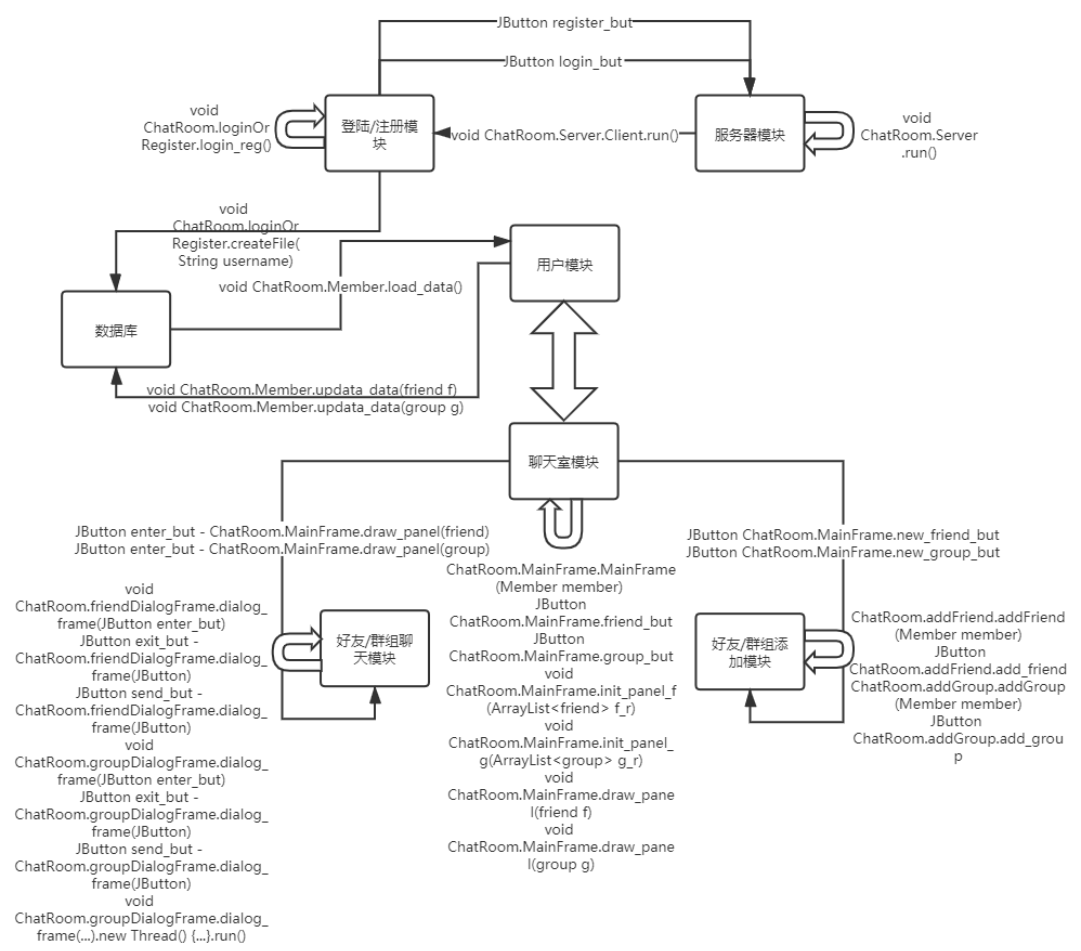 JButton register_but
JButton login_but
void
ChatRoom.loginOr
Register.login_reg()
登陆/注册模
块
void ChatRoom.Server.Client.run()
服务器模块
void
ChatRoom.Server
.run()
void
ChatRoom.loginOr
Register.createFile(
String username)
用户模块
void ChatRoom.Member.load_data()
数据库
void ChatRoom.Member.updata_data(friend f)
void ChatRoom.Member.updata_data(group g)
聊天室模块
JButton enter_but - ChatRoom.MainFrame.draw_panel(friend)
JButton enter_but - ChatRoom.MainFrame.draw_panel(group)
JButton ChatRoom.MainFrame.new_friend_but
JButton ChatRoom.MainFrame.new_group_but
void
ChatRoom.friendDialogFrame.dialog_
frame(JButton enter_but)
JButton exit_but -
ChatRoom.friendDialogFrame.dialog_
frame(JButton)
JButton send_but -
ChatRoom.friendDialogFrame.dialog_
frame(JButton)
void
ChatRoom.groupDialogFrame.dialog_
frame(JButton enter_but)
JButton exit_but -
ChatRoom.groupDialogFrame.dialog_
frame(JButton)
JButton send_but -
ChatRoom.groupDialogFrame.dialog_
frame(JButton)
void
ChatRoom.groupDialogFrame.dialog_
frame(...).new Thread() {...}.run()
好友/群组聊
天模块
ChatRoom.MainFrame.MainFrame
(Member member)
JButton
ChatRoom.MainFrame.friend_but
JButton
ChatRoom.MainFrame.group_but
void
ChatRoom.MainFrame.init_panel_f
(ArrayList<friend> f_r)
void
ChatRoom.MainFrame.init_panel_
g(ArrayList<group> g_r)
void
ChatRoom.MainFrame.draw_pane
l(friend f)
void
ChatRoom.MainFrame.draw_pane
l(group g)
好友/群组添
加模块
ChatRoom.addFriend.addFriend
(Member member)
JButton
ChatRoom.addFriend.add_friend
ChatRoom.addGroup.addGroup
(Member member)
JButton
ChatRoom.addGroup.add_grou
p